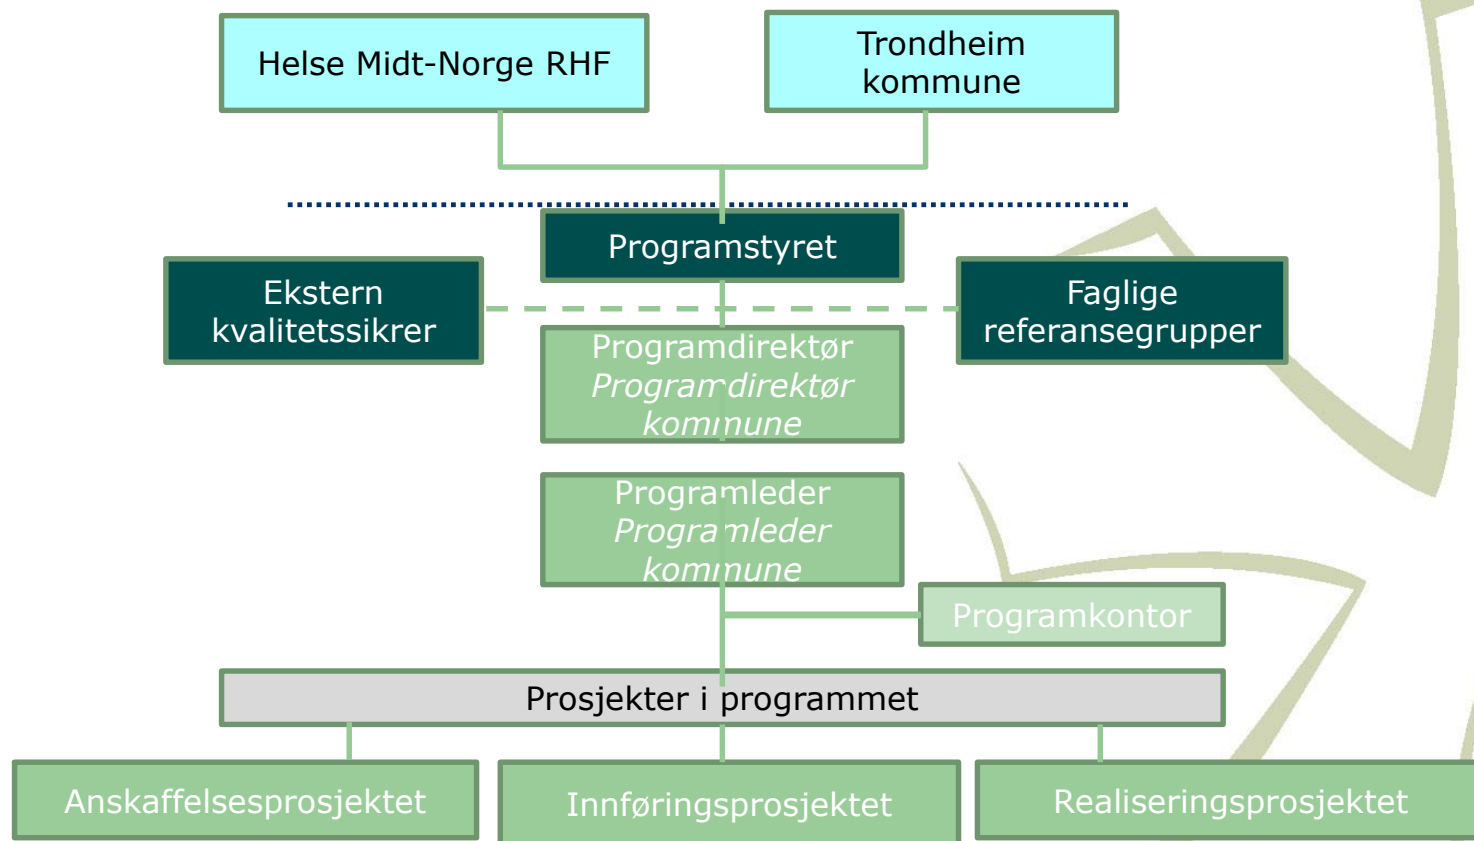 Helse Midt-Norge RHF
Trondheim
kommune
Programstyret
Ekstern
kvalitetssikrer
Faglige
referansegrupper
Programdirektør
Programdirektør
kommune
Programleder
Programleder
kommune
Programkontor
Prosjekter i programmet
Anskaffelsesprosjektet
Innføringsprosjektet
Realiseringsprosjektet